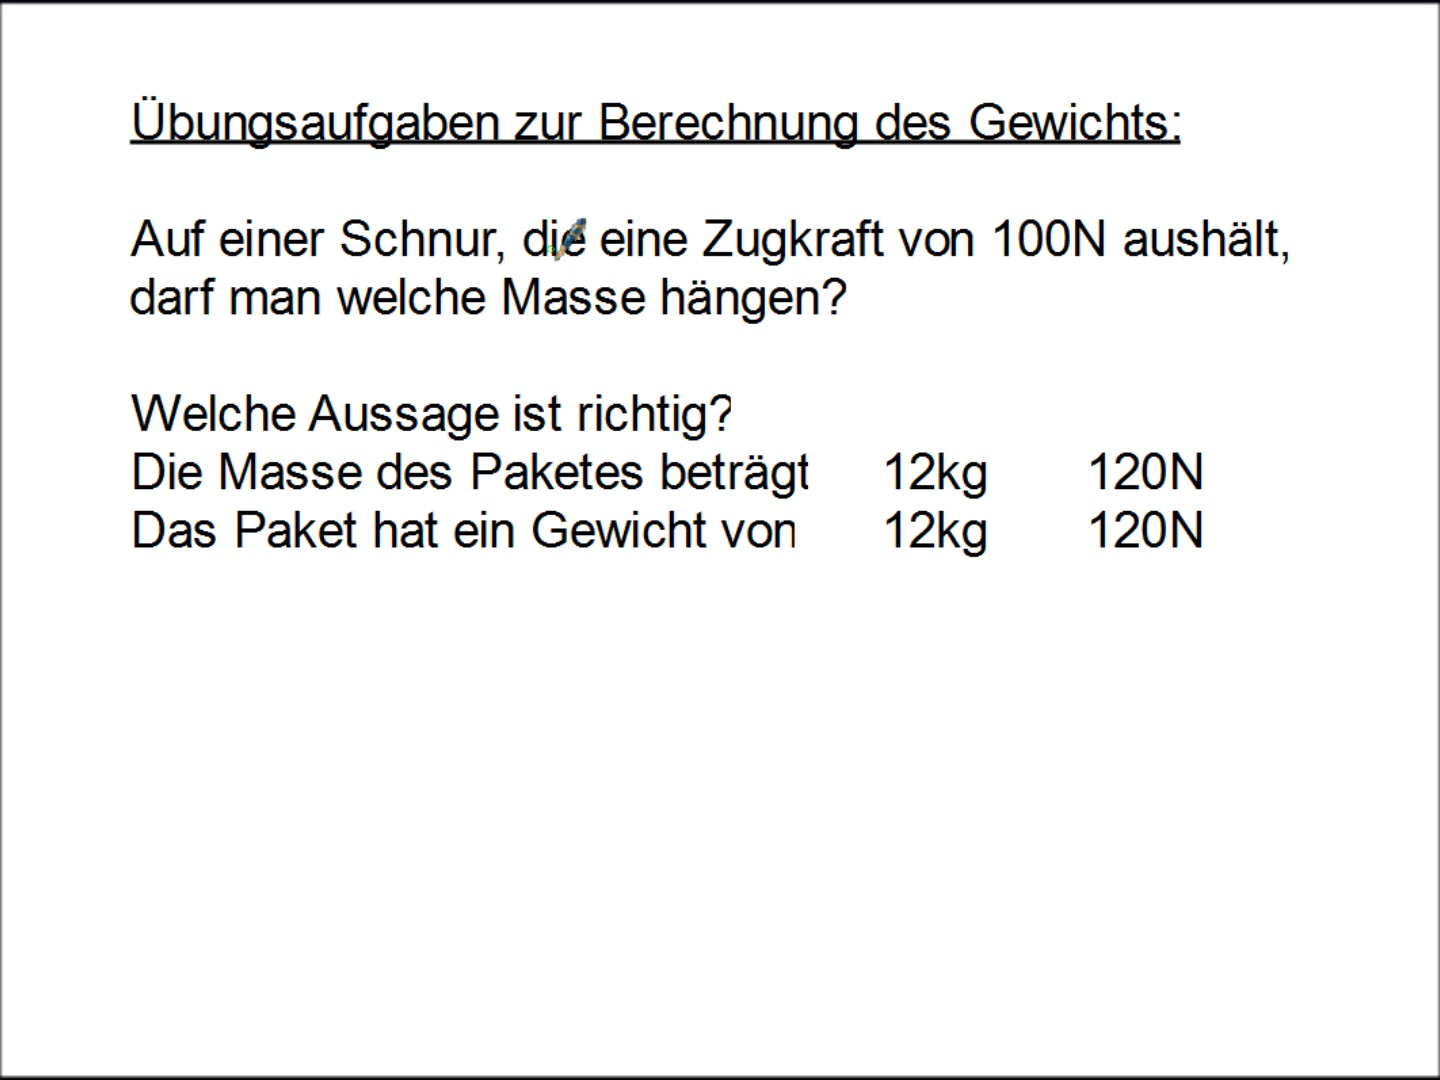 Übungsaufgaben zur Berechnung des Gewichts:
Auf einer Schnur, die eine Zugkraft von 100N aushält,
darf man welche Masse hängen?
Welche Aussage ist richtig?
Die Masse des Paketes beträgt 12kg 120N
Das Paket hat ein Gewicht von 12kg 120N